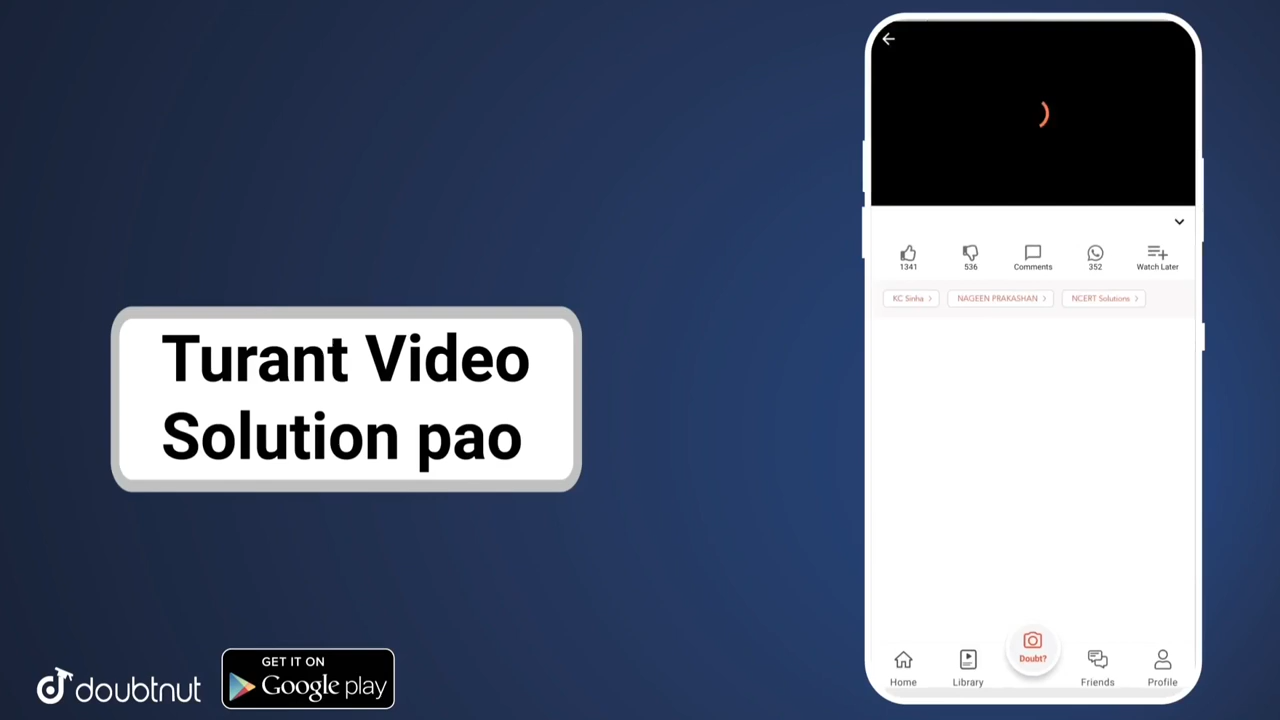 Turant Video
Solution pao
1341
536
Comments
352
Watch Later
KC Sinha
NAGEEN PRAKASHAN
NCERT Solutions
Doubt?
Home
Library
Friends
Profile
doubtnut
GET IT ON
Google play